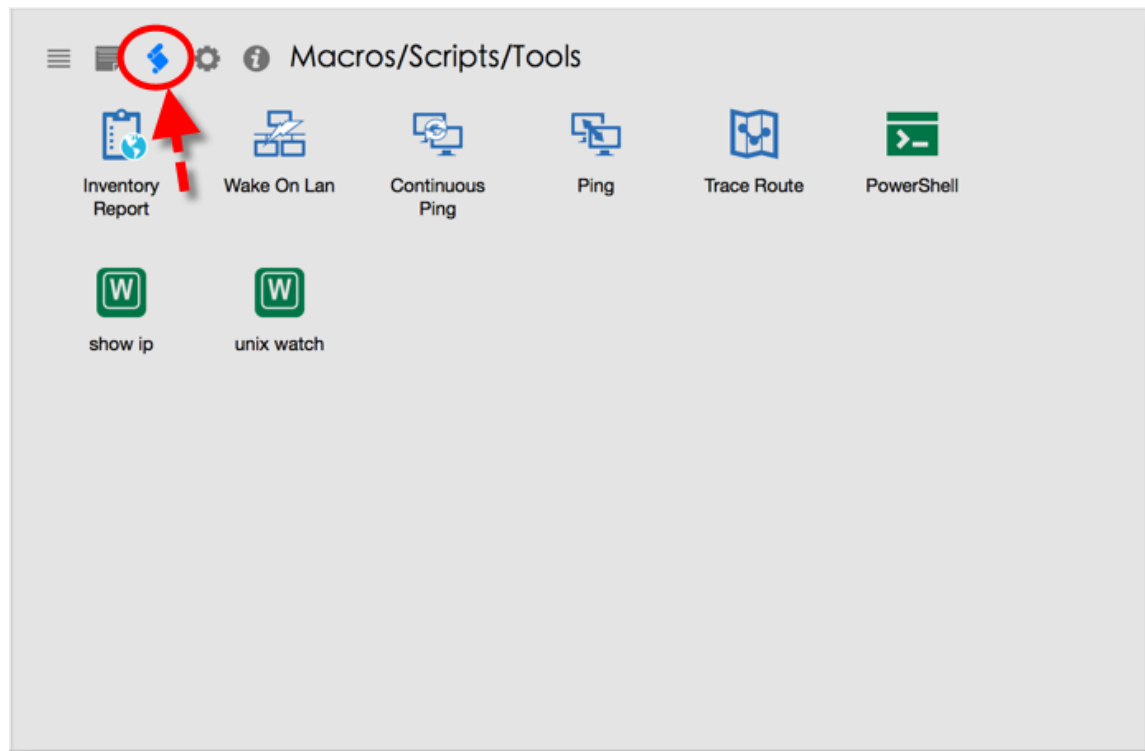 Macros/Scripts/Tools
Inventory
Report
Wake On Lan
Continuous
Ping
Ping
Trace Route
PowerShell
W
show ip
W
unix watch